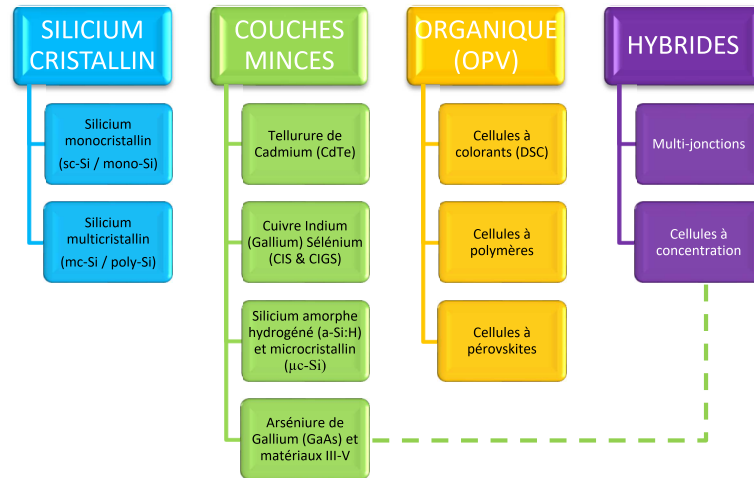 SILICIUM
CRISTALLIN
Silicium
monocristallin
(sc-Si / mono-Si)
Silicium
multicristallin
(mc-Si / poly-Si)
COUCHES
MINCES
Tellurure de
Cadmium (CdTe)
Cuivre Indium
(Gallium) Sélénium
(CIS & CIGS)
Silicium amorphe
hydrogéné (a-Si:H)
et microcristallin
(μc-Si)
Arséniure de
Gallium (GaAs) et
matériaux III-V
ORGANIQUE
(OPV)
Cellules à
colorants (DSC)
Cellules à
polymères
Cellules à
pérovskites
HYBRIDES
Multi-jonctions
Cellules à
concentration